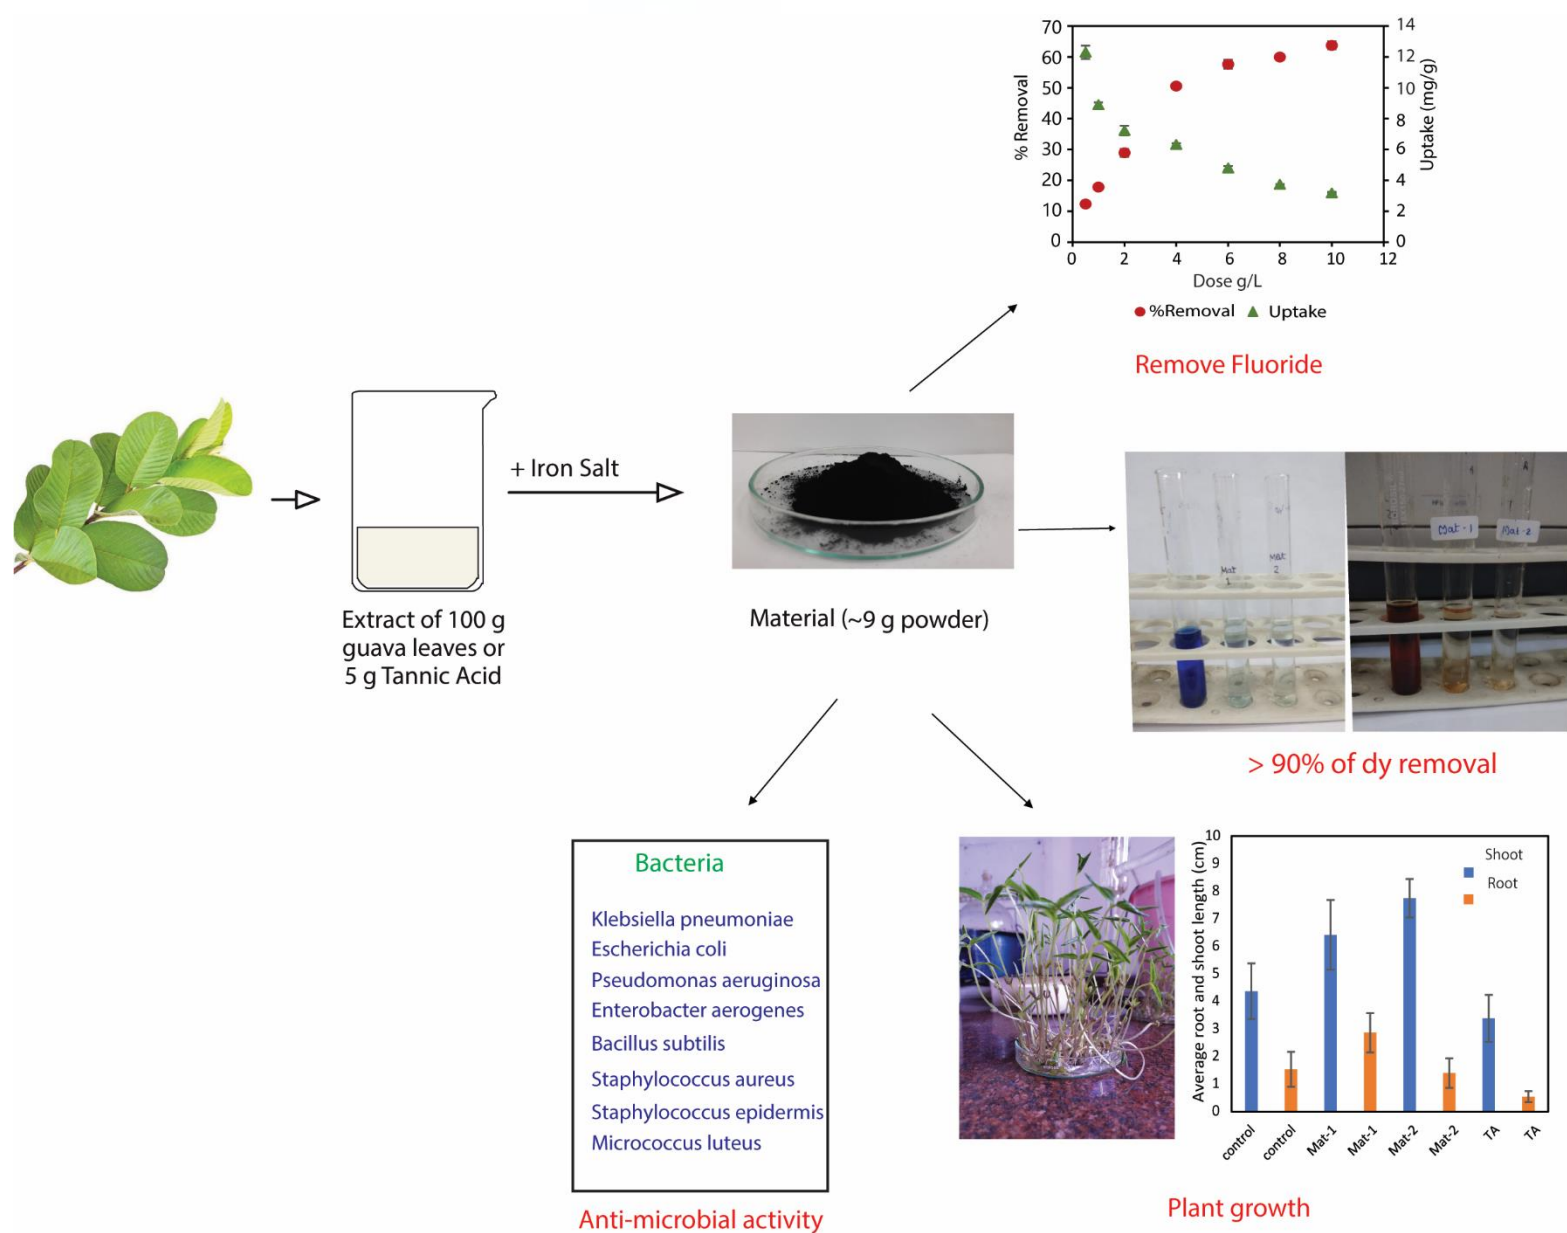 70
60
50
40
30
20
10
0
% Removal
14
12
10
8
6
4
2
0
Uptake (mg/g)
0 2 4 6 8 10 12
Dose g/L
%Removal Uptake
Remove Fluoride
+ Iron Salt
Extract of 100 g
guava leaves or
5 g Tannic Acid
Material (~9 g powder)
Mat
1
Mat
2
Mat-1
Mat-2
> 90% of dy removal
Bacteria
Klebsiella pneumoniae
Escherichia coli
Pseudomonas aeruginosa
Enterobacter aerogenes
Bacillus subtilis
Staphylococcus aureus
Staphylococcus epidermis
Micrococcus luteus
Anti-microbial activity
Average root and shoot length (cm)
10
9
8
7
6
5
4
3
2
1
0
Shoot
Root
control control Mat-1 Mat-1 Mat-2 Mat-2 TA TA
Plant growth